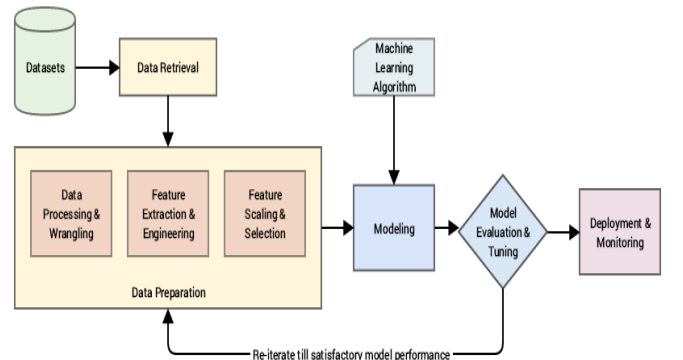 Datasets
Data Retrieval
Machine
Learning
Algorithm
Data
Processing &
Wrangling
Feature
Extraction &
Engineering
Feature
Scaling &
Selection
Data Preparation
Modeling
Model
Evaluation &
Tuning
Deployment &
Monitoring
Re-iterate till satisfactory model performance